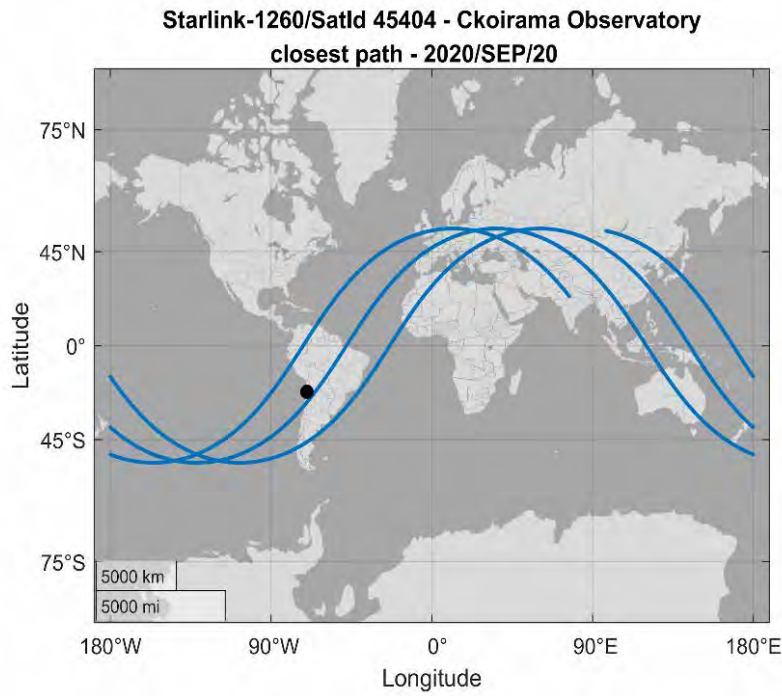 Starlink-1260/SatId 45404 - Ckoirama Observatory
closest path - 2020/SEP/20
75°N
45°N
0°
45°S
75°S
Latitude
5000 km
5000 mi
180°W
90°W
0°
90°E
180°E
Longitude